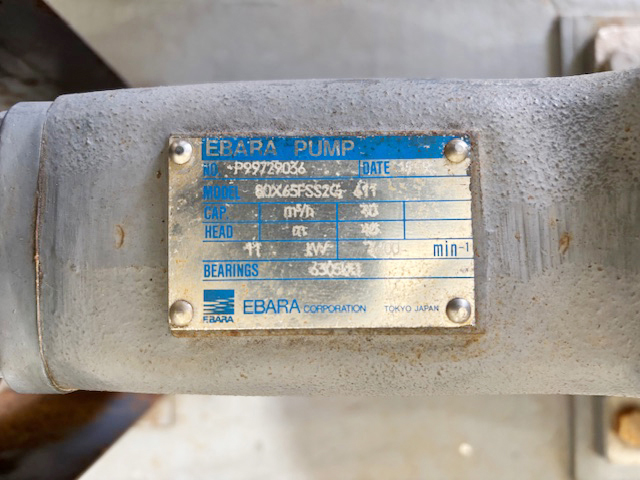 EBARA PUMP
NO P99729036 DATE
MODEL 80X65FSS2G 611
CAP m³/h
HEAD m
11 kW min⁻¹
BEARINGS
EBARA
EBARA CORPORATION TOKYO JAPAN